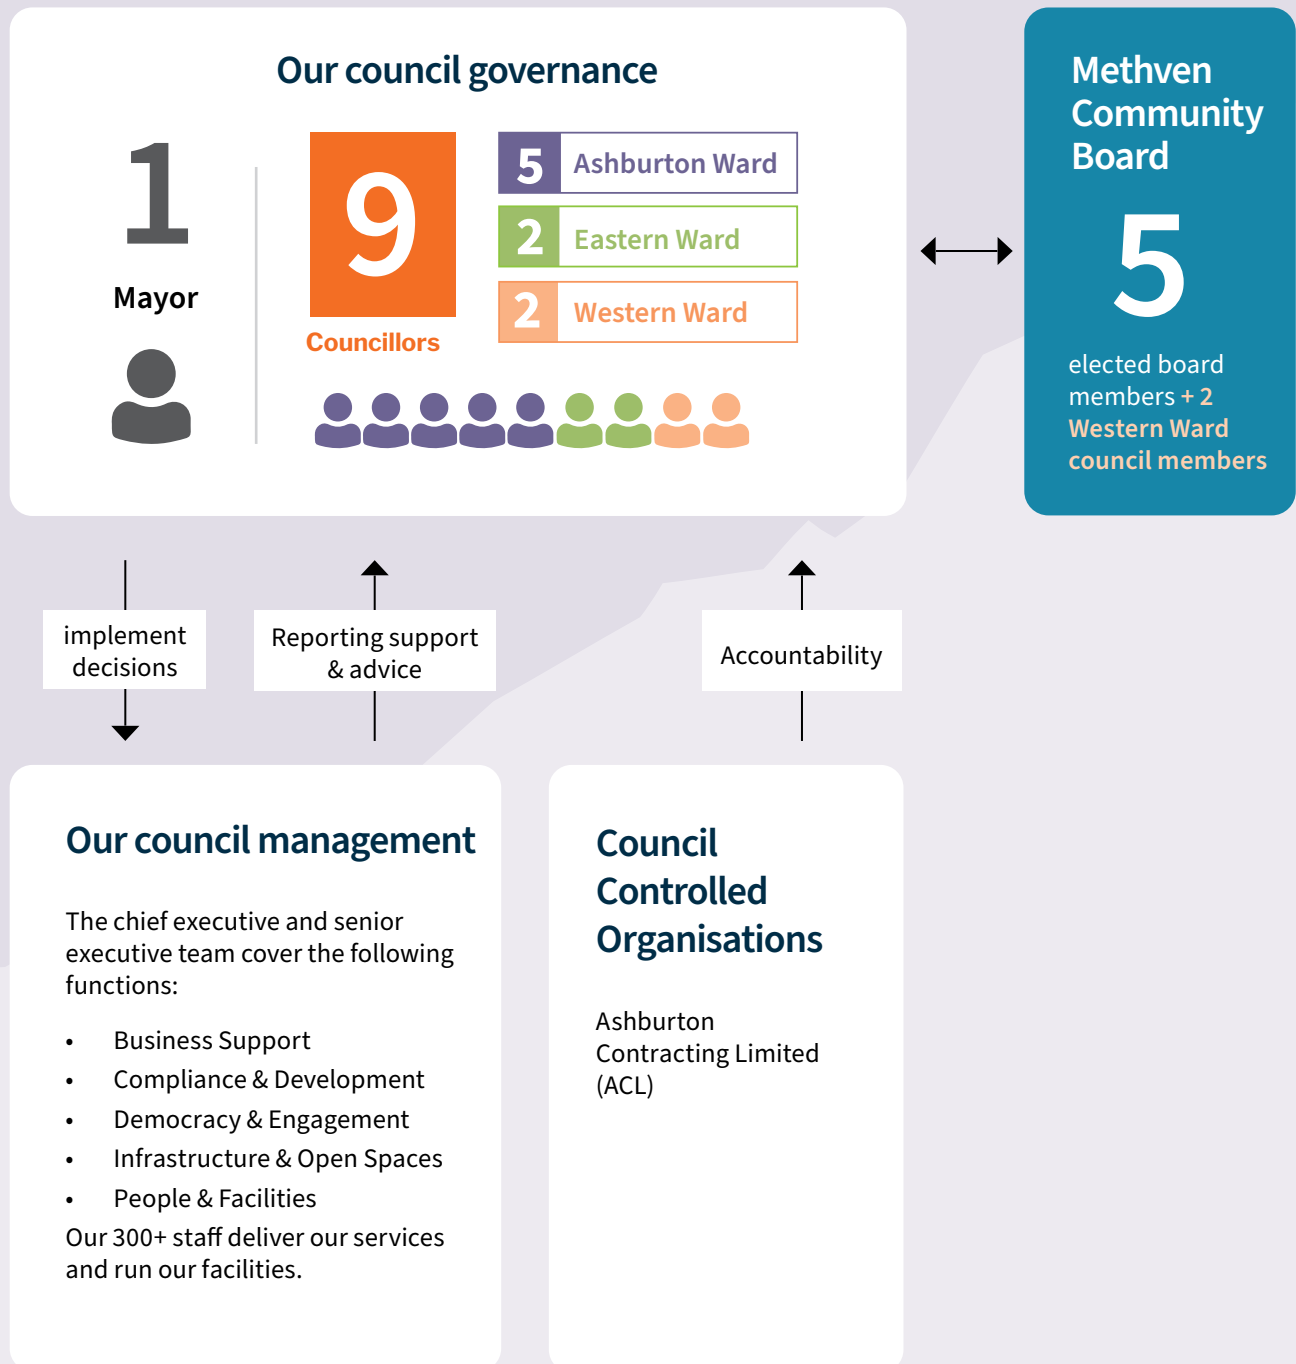 Our council governance
1
Mayor
9
Councillors
5 Ashburton Ward
2 Eastern Ward
2 Western Ward
Methven
Community
Board
5
elected board
members + 2
Western Ward
council members
implement
decisions
Reporting support
& advice
Accountability
Our council management
The chief executive and senior
executive team cover the following
functions:
• Business Support
• Compliance & Development
• Democracy & Engagement
• Infrastructure & Open Spaces
• People & Facilities
Our 300+ staff deliver our services
and run our facilities.
Council
Controlled
Organisations
Ashburton
Contracting Limited
(ACL)